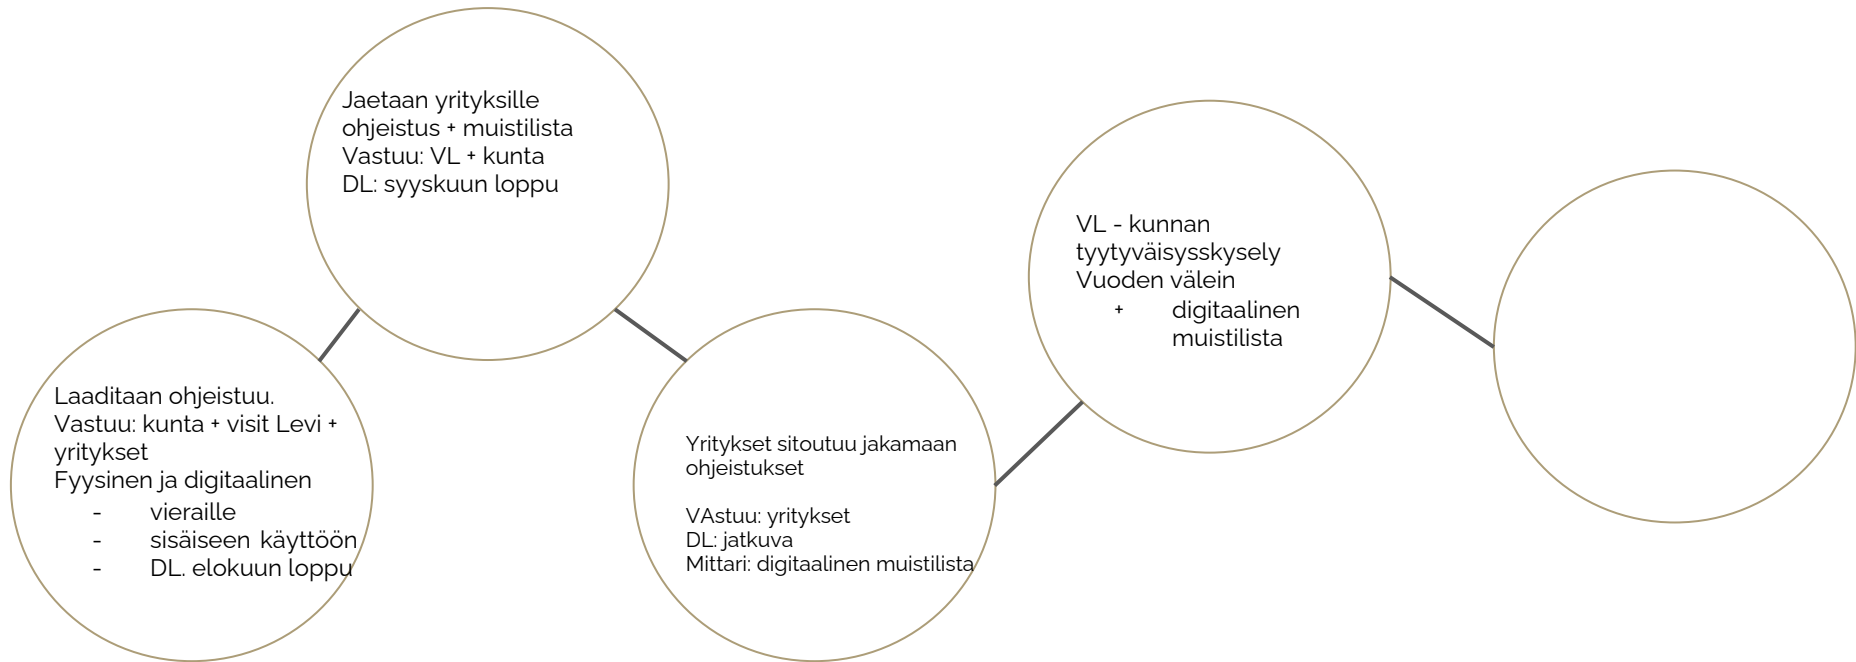 Laaditaan ohjeistuu.
Vastuu: kunta + visit Levi +
yritykset
Fyysinen ja digitaalinen
- vieraille
- sisäiseen käyttöön
- DL. elokuun loppu
Jaetaan yrityksille
ohjeistus + muistilista
Vastuu: VL + kunta
DL: syyskuun loppu
Yritykset sitoutuu jakamaan
ohjeistukset
VAstuu: yritykset
DL: jatkuva
Mittari: digitaalinen muistilista
VL - kunnan
tyytyväisysskysely
Vuoden välein
+ digitaalinen
muistilista